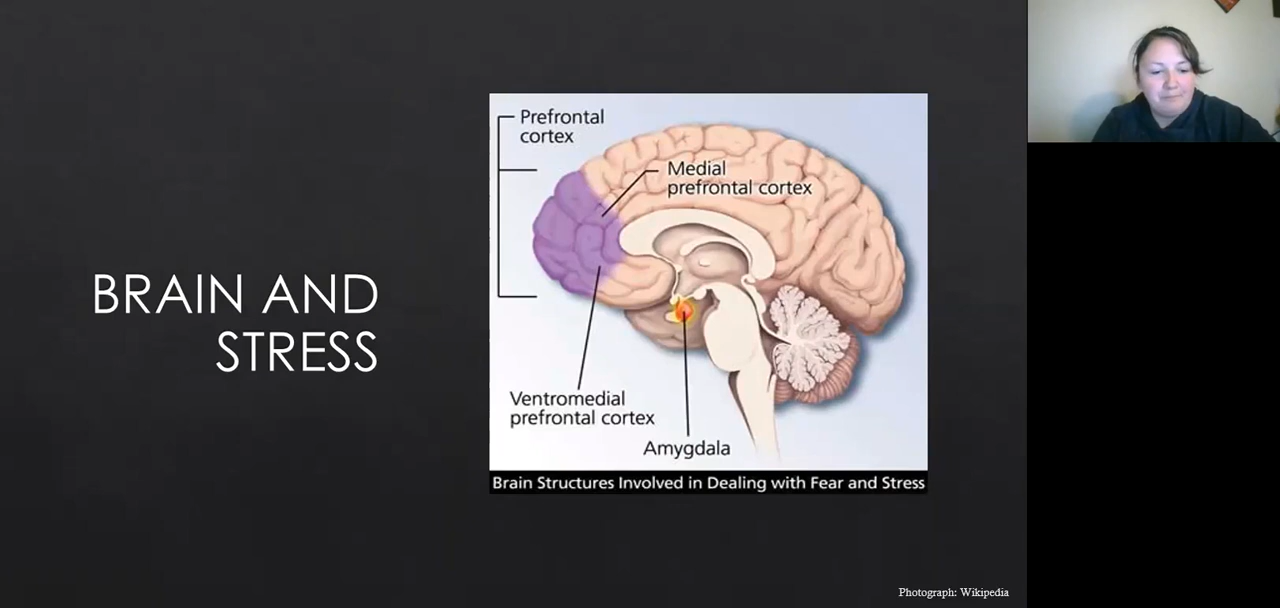 BRAIN AND
STRESS
Prefrontal
cortex
Medial
prefrontal cortex
Ventromedial
prefrontal cortex
Amygdala
Brain Structures Involved in Dealing with Fear and Stress
Photograph: Wikipedia